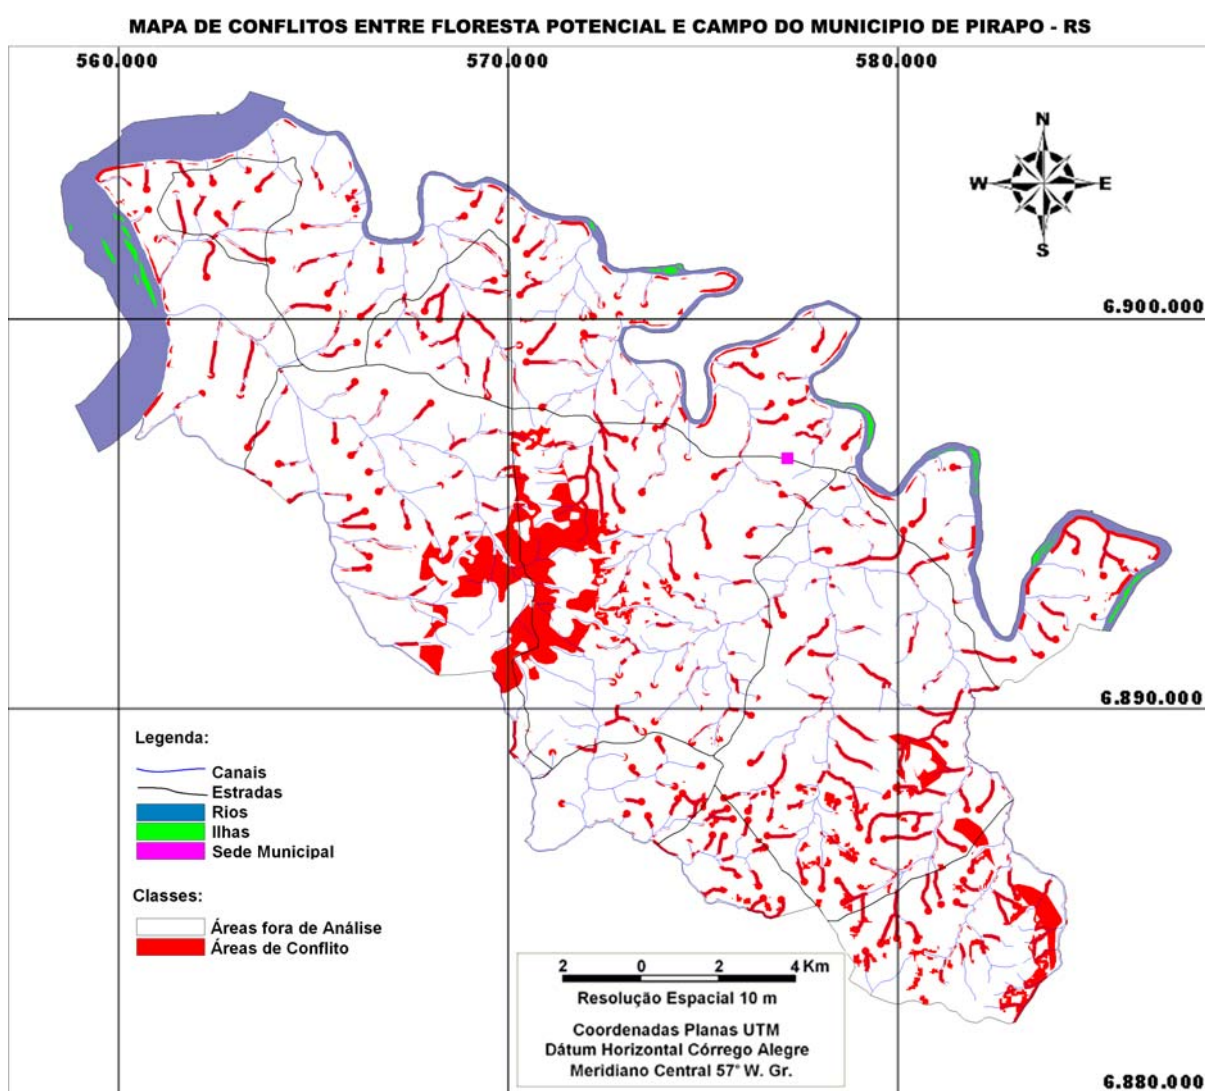 MAPA DE CONFLITOS ENTRE FLORESTA POTENCIAL E CAMPO DO MUNICIPIO DE PIRAPO - RS
560.000 570.000 580.000
N
W E
S
6.900.000
6.890.000
Legenda:
Canais
Estradas
Rios
Ilhas
Sede Municipal
Classes:
Áreas fora de Análise
Áreas de Conflito
2 0 2 4 Km
Resolução Espacial 10 m
Coordenadas Planas UTM
Dátum Horizontal Córrego Alegre
Meridiano Central 57° W. Gr.
6.880.000